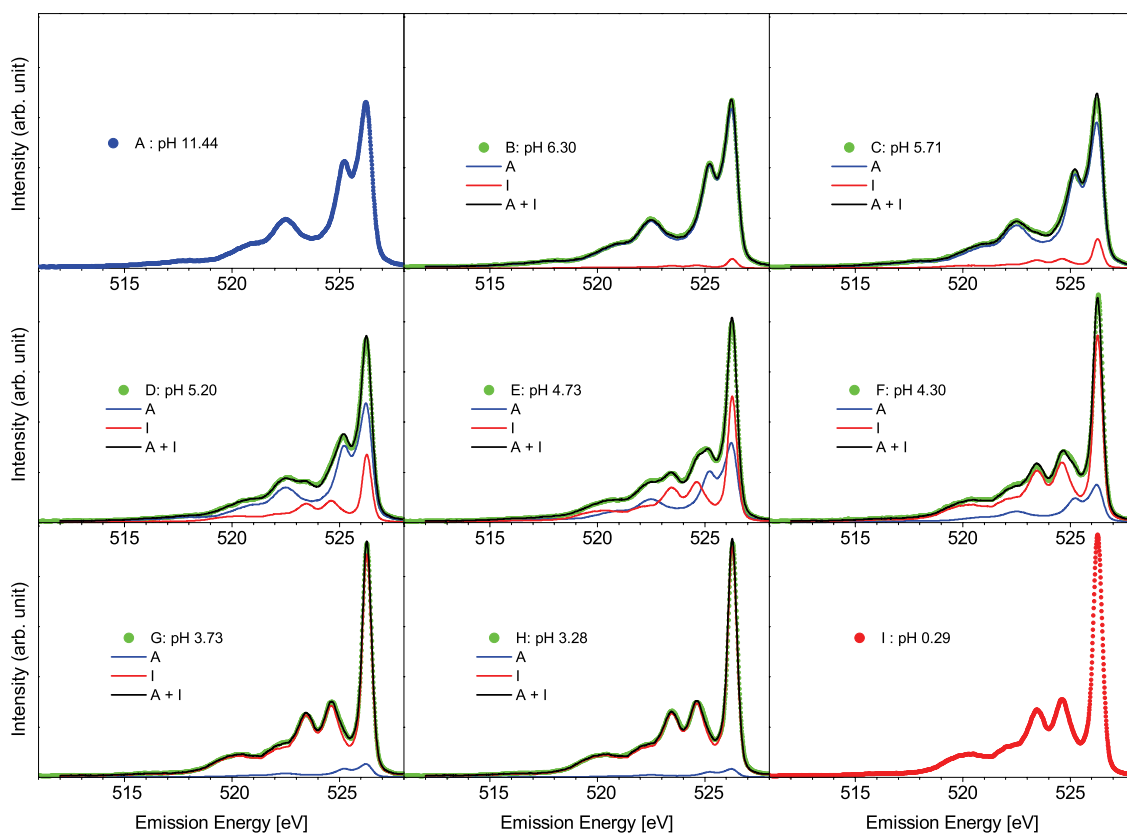 Intensity (arb. unit)
A : pH 11.44
515 520 525
B: pH 6.30
A
I
A + I
515 520 525
C: pH 5.71
A
I
A + I
515 520 525
Intensity (arb. unit)
D: pH 5.20
A
I
A + I
515 520 525
E: pH 4.73
A
I
A + I
515 520 525
F: pH 4.30
A
I
A + I
515 520 525
Intensity (arb. unit)
G: pH 3.73
A
I
A + I
515 520 525
Emission Energy [eV]
H: pH 3.28
A
I
A + I
515 520 525
Emission Energy [eV]
I : pH 0.29
515 520 525
Emission Energy [eV]